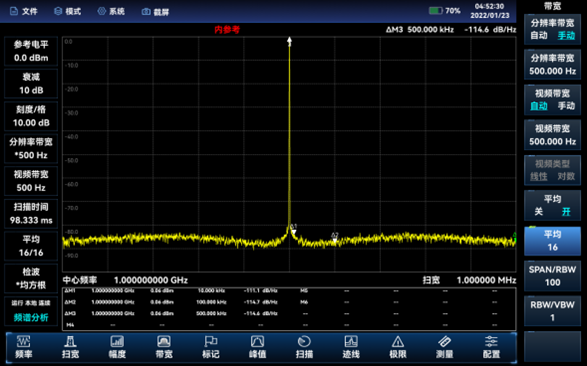 文件 模式 系统 截屏 70% 04:52:30
2022/01/23
内参考 ΔM3 500.000 kHz -114.6 dB/Hz
参考电平
0.0 dBm
衰减
10 dB
刻度/格
10.00 dB
分辨率带宽
*500 Hz
视频带宽
500 Hz
扫描时间
98.333 ms
平均
16/16
检波
*均方根
运行 本地 连续
频谱分析
0.0
-10.0
-20.0
-30.0
-40.0
-50.0
-60.0
-70.0
-80.0
-90.0
Δ1
Δ2
中心频率 1.000000000 GHz 扫宽 1.000000 MHz
ΔM1 1.0000000000 GHz 0.56 dBm 10.000 kHz -111.1 dB/Hz M5 -- -- -- --
ΔM2 1.0000000000 GHz 0.56 dBm 100.000 kHz -114.7 dB/Hz M6 -- -- -- --
ΔM3 1.0000000000 GHz 0.56 dBm 500.000 kHz -114.6 dB/Hz
M4 -- -- -- --
频率 扫宽 幅度 带宽 标记 峰值 扫描 迹线 极限 测量 配置
带宽
分辨率带宽
自动 手动
分辨率带宽
500.000 Hz
视频带宽
自动 手动
视频带宽
500.000 Hz
视频类型
线性 对数
平均
关 开
平均
16
SPAN/RBW
100
RBW/VBW
1